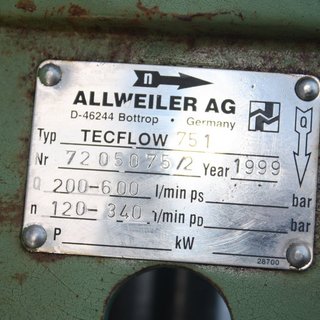 n
ALLWEILER AG
D-46244 Bottrop • Germany
Typ TECFLOW 751
Nr 7205075/2 Year 1999
Q 200-600 l/min ps bar
n 120-340 1/min pD bar
P kW
Q
28700